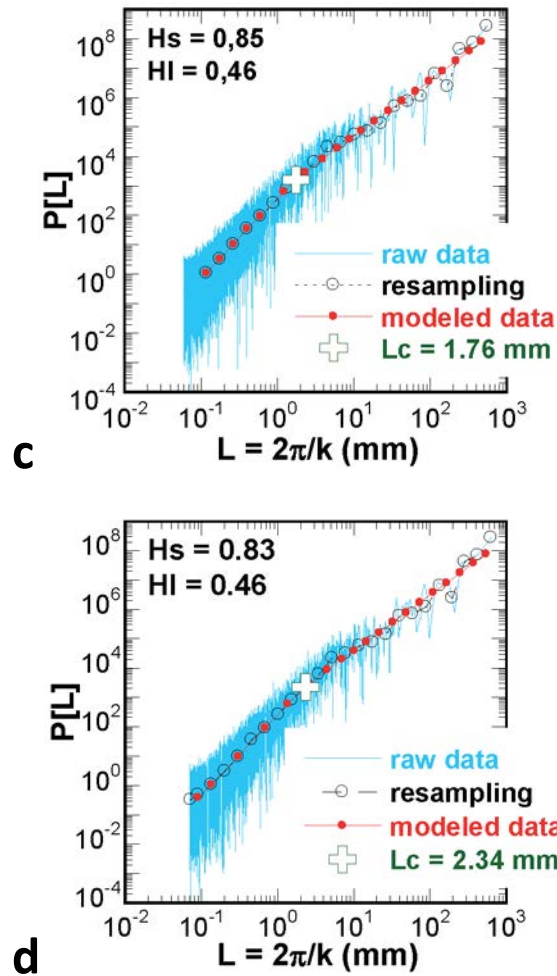 10^8
10^6
10^4
10^2
10^0
10^-2
10^-4
P[L]
Hs = 0,85
Hl = 0,46
raw data
resampling
modeled data
Lc = 1.76 mm
10^-2 10^-1 10^0 10^1 10^2 10^3
L = 2π/k (mm)
c
10^8
10^6
10^4
10^2
10^0
10^-2
10^-4
P[L]
Hs = 0.83
Hl = 0.46
raw data
resampling
modeled data
Lc = 2.34 mm
10^-2 10^-1 10^0 10^1 10^2 10^3
L = 2π/k (mm)
d